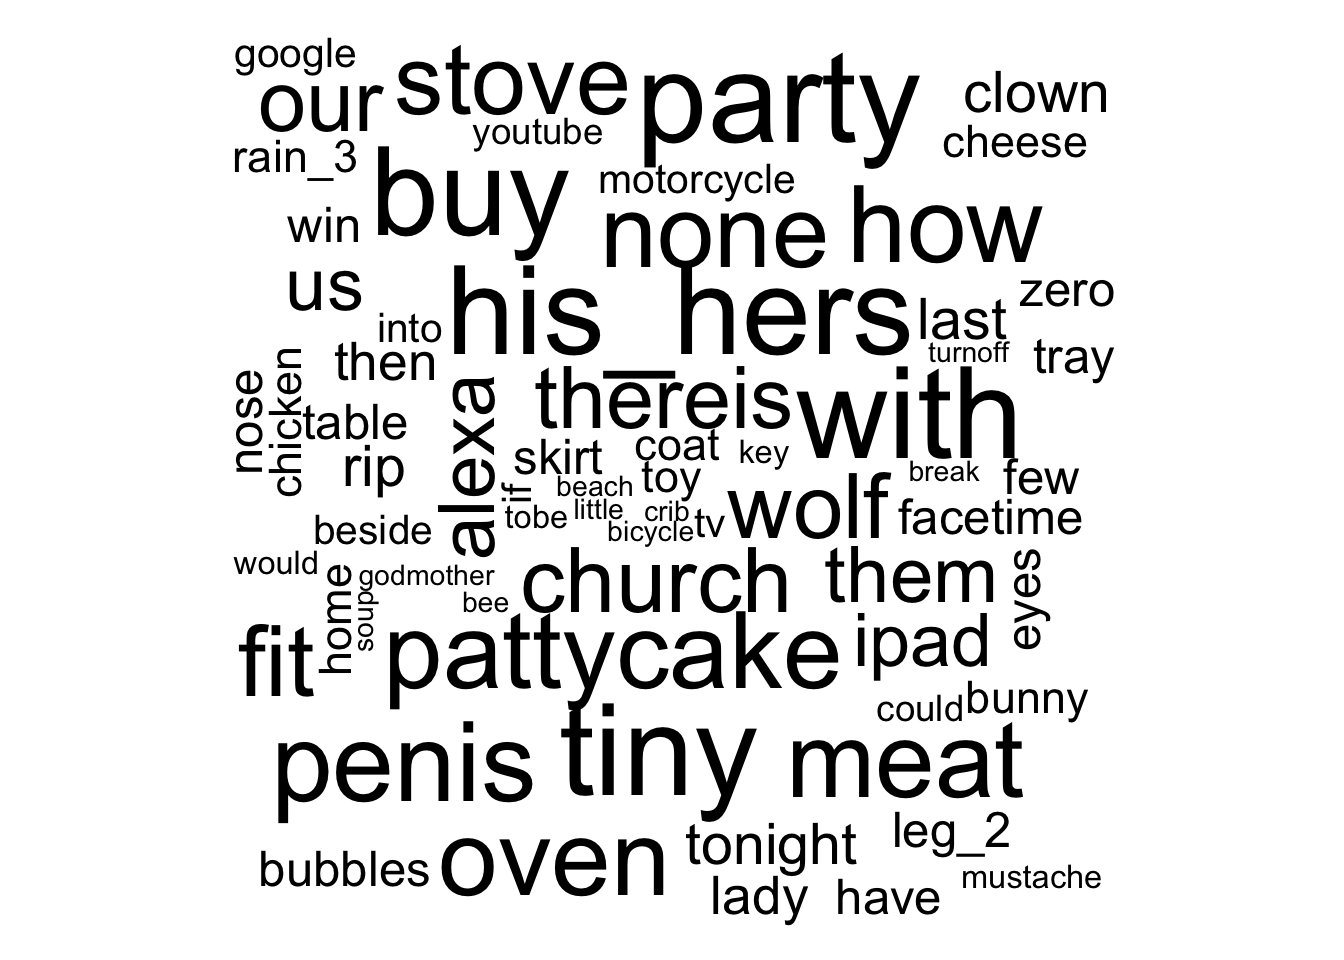 google
our
stove
party
clown
youtube
cheese
rain_3
buy
motorcycle
win
none
how
us
his_hers
zero
into
last
then
turnoff
tray
nose
chicken
table
alexa
thereis
with
rip
skirt
coat
key
toy
break
few
if
beach
wolf
tobe
little
crib
facetime
beside
bicycle
tv
would
home
soup
godmother
bee
church
them
eyes
fit
pattycake
ipad
could
bunny
penis
tiny
meat
bubbles
oven
tonight
leg_2
lady
have
mustache